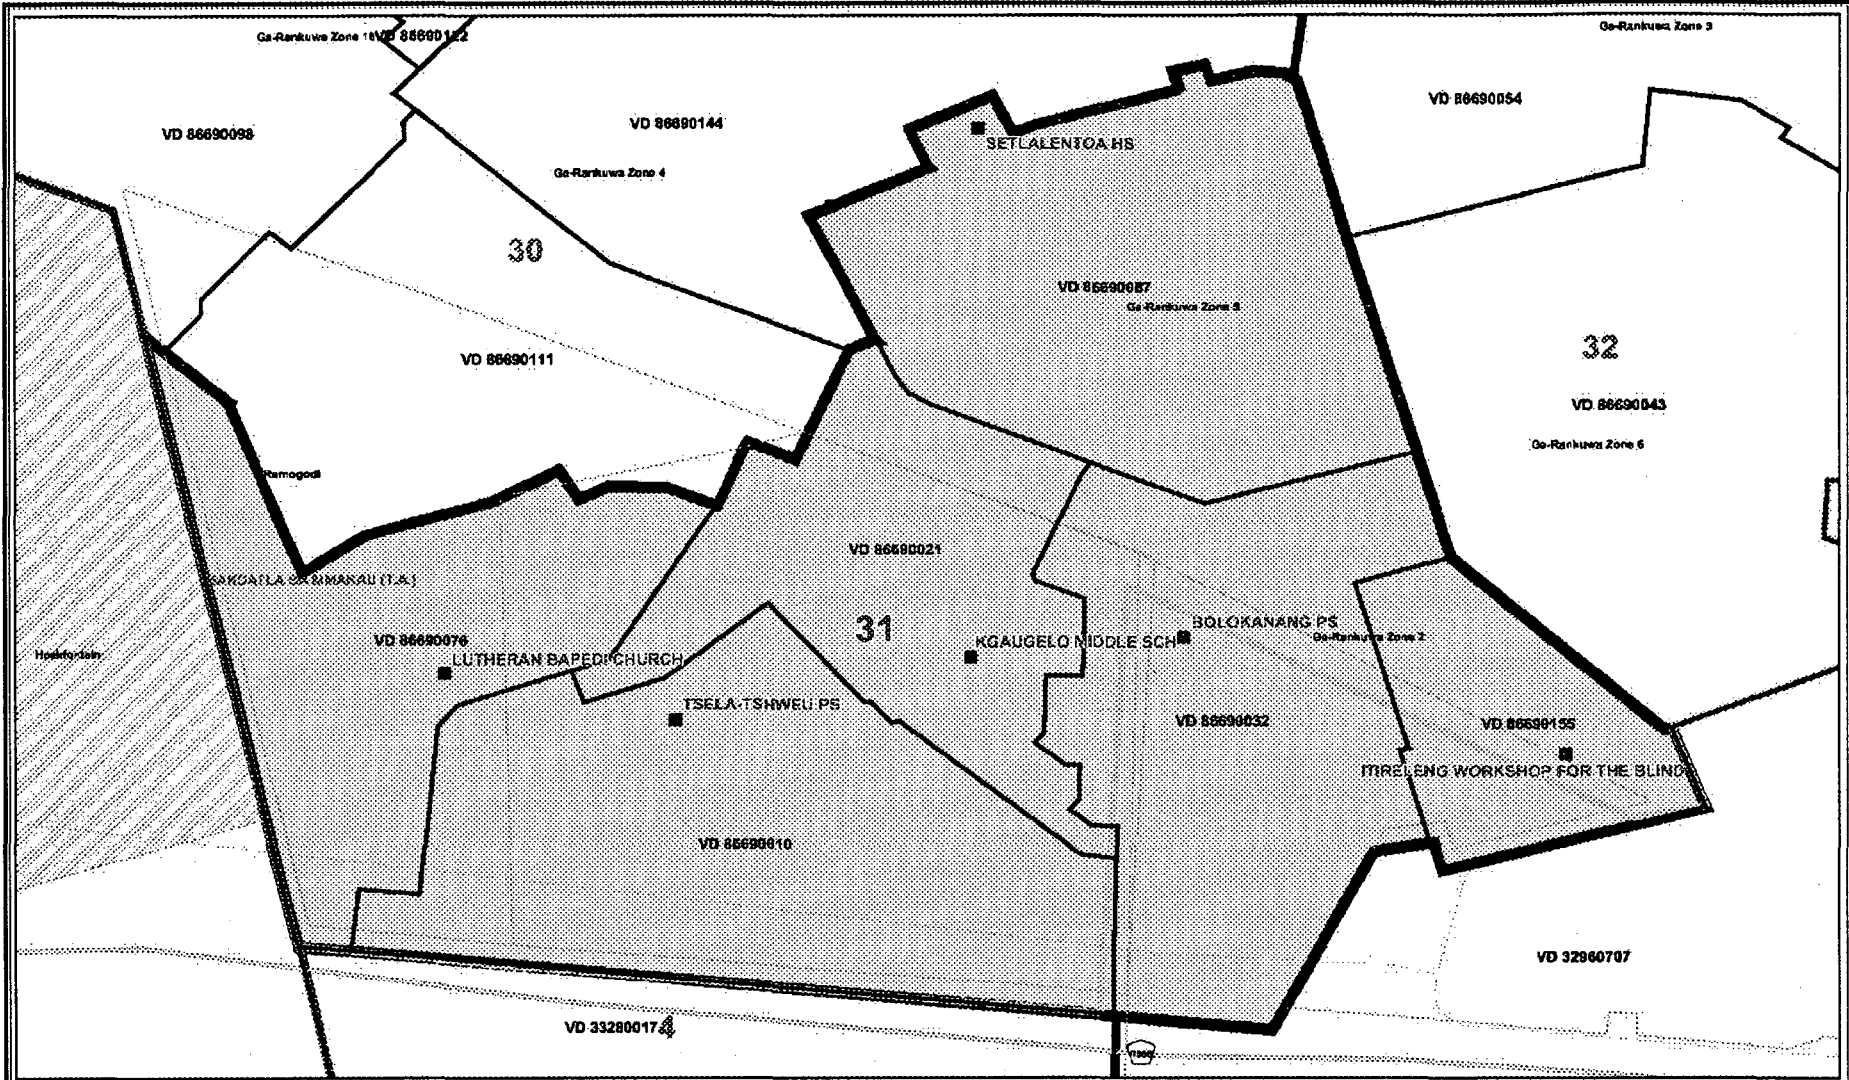 Ga-Rankuwa Zone 16
VD 86690122
Ga-Rankuwa Zone 3
VD 86690054
VD 86690098
VD 86690144
SETLALENTOA HS
Ga-Rankuwa Zone 4
30
VD 86690087
Ga-Rankuwa Zone 5
32
VD 86690111
VD 86690043
Ga-Rankuwa Zone 6
Ramogodi
VD 86690021
(T.A.)
31
BOLOKANANG PS
Ga-Rankuwa Zone 2
VD 86690076
KGAUGELO MIDDLE SCH
Hoekfontein
LUTHERAN BAPEDI CHURCH
TSELA-TSHWEU PS
VD 86690032
VD 86690155
ITIRELENG WORKSHOP FOR THE BLIND
VD 86690010
VD 32960707
VD 33280017
4